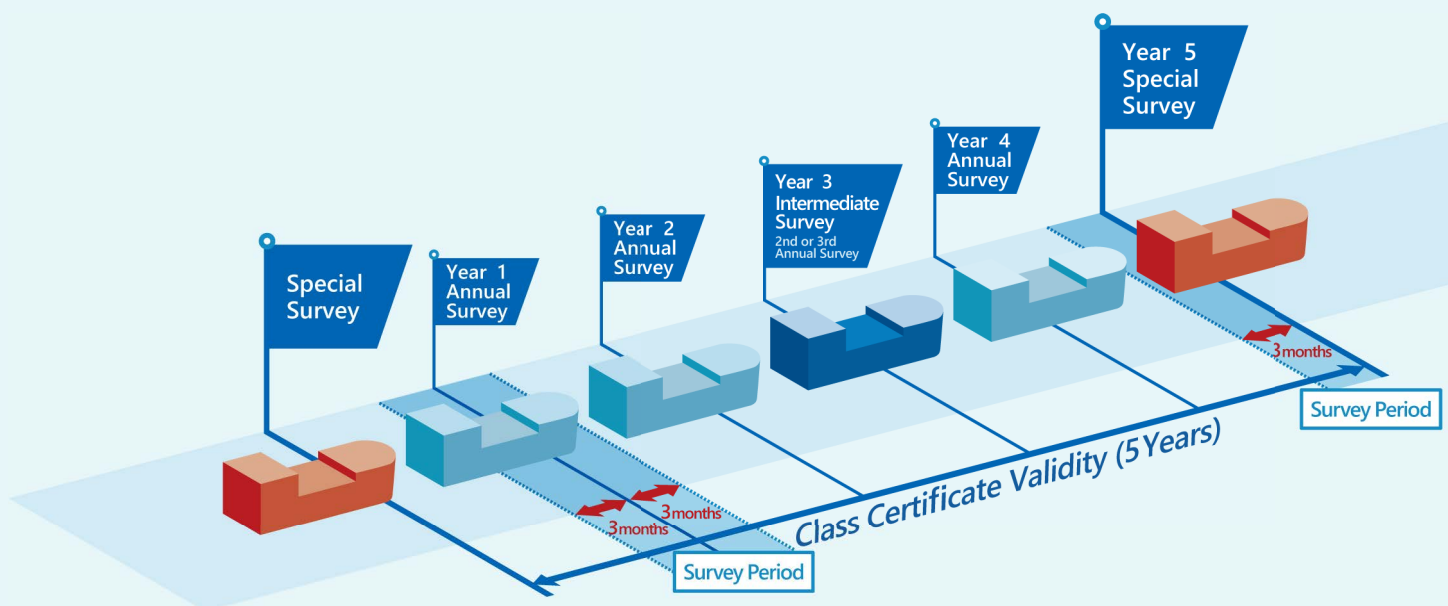 Special
Survey
Year 1
Annual
Survey
Year 2
Annual
Survey
Year 3
Intermediate
Survey
2nd or 3rd
Annual Survey
Year 4
Annual
Survey
Year 5
Special
Survey
3months
3months
Survey Period
Class Certificate Validity (5Years)
3months
Survey Period